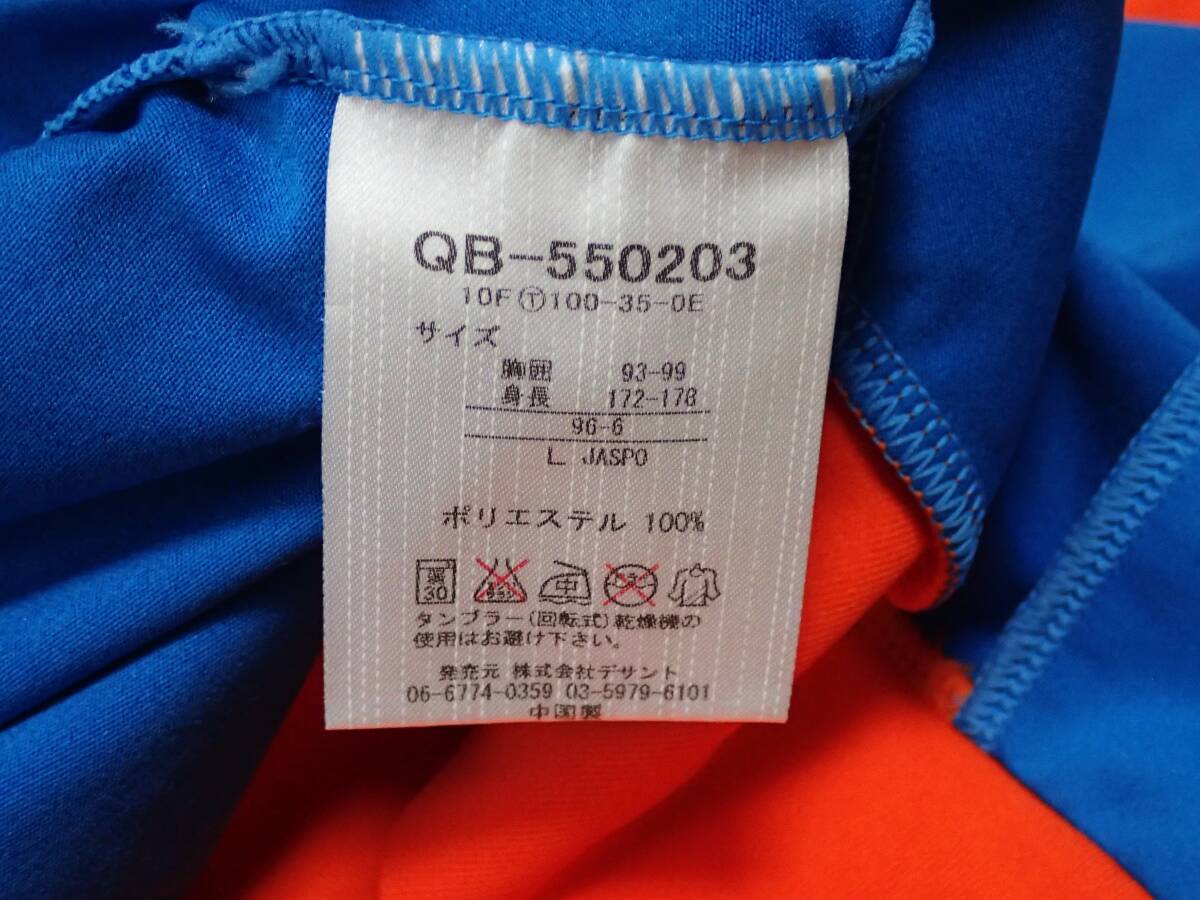 QB-550203
10FⓉ100-35-0E
サイズ
胸囲 93-99
身長 172-178
96-6
L JASPO
ポリエステル 100%
30 中
タンブラー(回転式)乾燥機の
使用はお避け下さい。
発売元 株式会社デサント
06-6774-0359 03-5979-6101
中国製